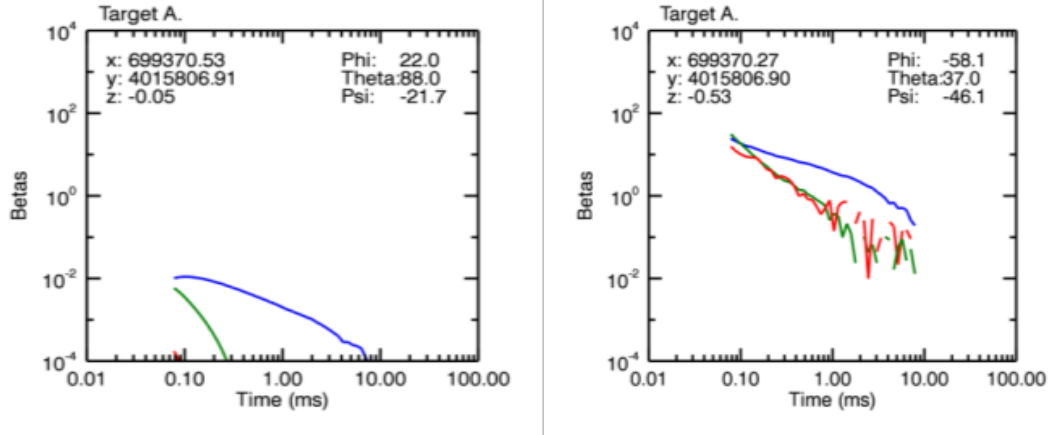 Target A.
10^4
x: 699370.53 Phi: 22.0
y: 4015806.91 Theta:88.0
z: -0.05 Psi: -21.7
10^2
Betas
10^0
10^-2
10^-4
0.01 0.10 1.00 10.00 100.00
Time (ms)
Target A.
10^4
x: 699370.27 Phi: -58.1
y: 4015806.90 Theta:37.0
z: -0.53 Psi: -46.1
10^2
Betas
10^0
10^-2
10^-4
0.01 0.10 1.00 10.00 100.00
Time (ms)